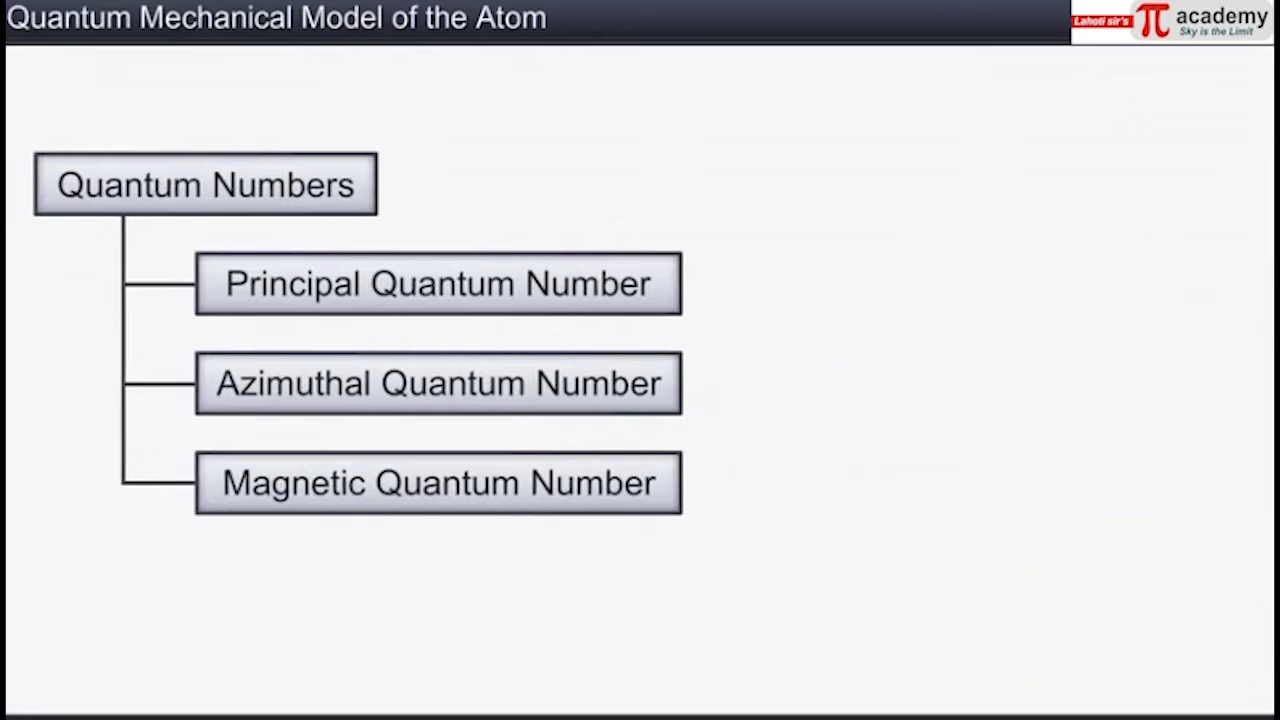 Quantum Mechanical Model of the Atom
Lahoti sir's
π academy
Sky is the Limit
Quantum Numbers
Principal Quantum Number
Azimuthal Quantum Number
Magnetic Quantum Number